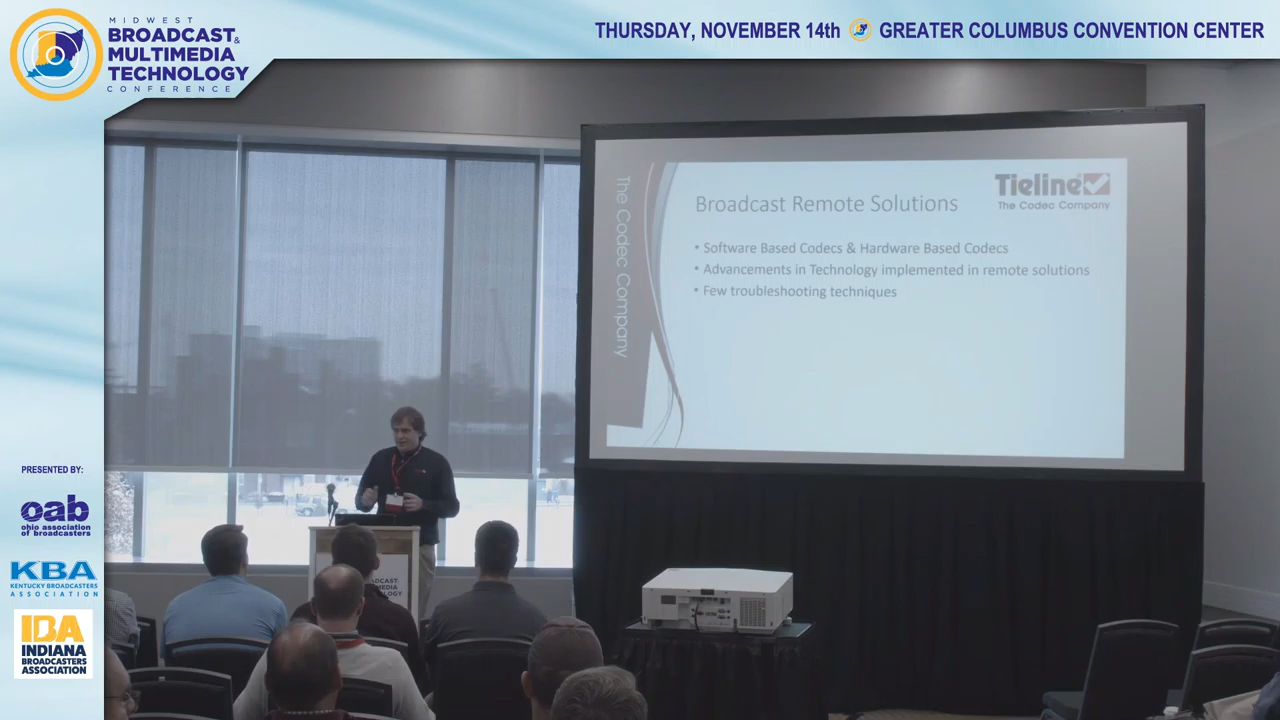 MIDWEST
BROADCAST&
MULTIMEDIA
TECHNOLOGY
CONFERENCE
THURSDAY, NOVEMBER 14th
GREATER COLUMBUS CONVENTION CENTER
The Codec Company
Broadcast Remote Solutions
Tieline
The Codec Company
• Software Based Codecs & Hardware Based Codecs
• Advancements in Technology implemented in remote solutions
• Few troubleshooting techniques
PRESENTED BY:
oab
ohio association
of broadcasters
KBA
KENTUCKY BROADCASTERS
ASSOCIATION
IBA
INDIANA
BROADCASTERS
ASSOCIATION